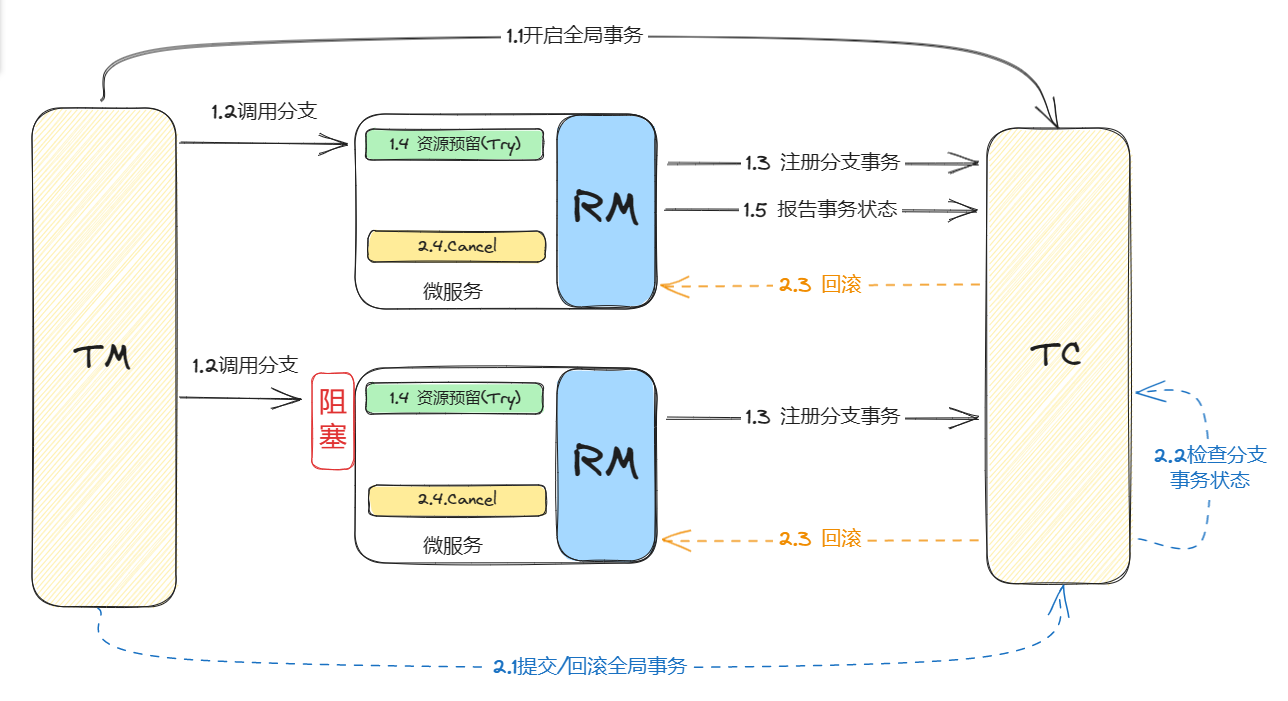 1.1开启全局事务
1.2调用分支
1.4 资源预留(Try)
RM
2.4.Cancel
微服务
1.3 注册分支事务
1.5 报告事务状态
2.3 回滚
TM
TC
1.2调用分支
阻
塞
1.4 资源预留(Try)
RM
2.4.Cancel
微服务
1.3 注册分支事务
2.3 回滚
2.2检查分支
事务状态
2.1提交/回滚全局事务